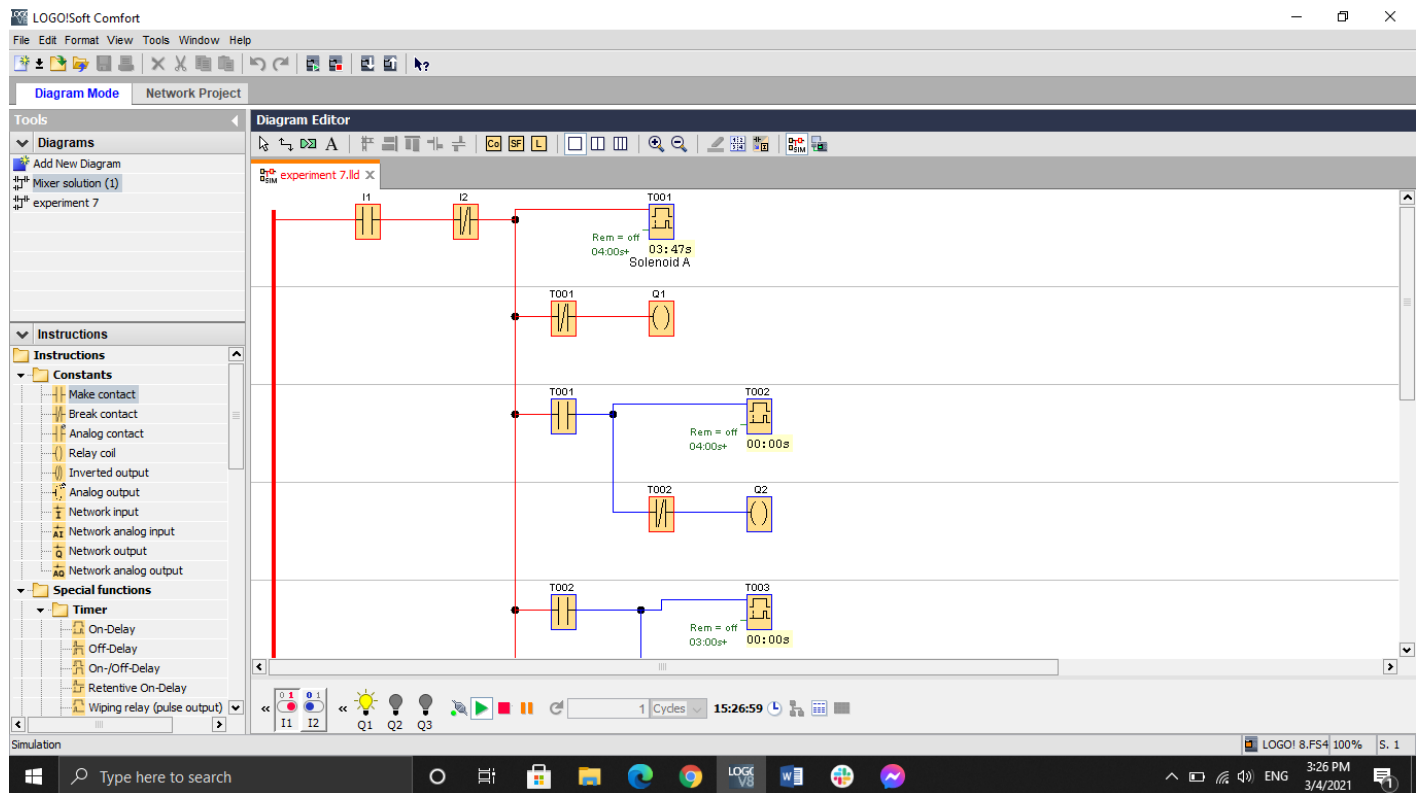 LOGO!Soft Comfort
File Edit Format View Tools Window Help
Diagram Mode Network Project
Tools
Diagrams
Add New Diagram
Mixer solution (1)
experiment 7
Instructions
Instructions
Constants
Make contact
Break contact
Analog contact
Relay coil
Inverted output
Analog output
Network input
Network analog input
Network output
Network analog output
Special functions
Timer
On-Delay
Off-Delay
On-/Off-Delay
Retentive On-Delay
Wiping relay (pulse output)
Diagram Editor
Co SF L
experiment 7.lld
I1 I2 T001
Rem = off
04:00s+ 03:47s
Solenoid A
T001 Q1
T001 T002
Rem = off
04:00s+ 00:00s
T002 Q2
T002 T003
Rem = off
03:00s+ 00:00s
0 1 0 1
I1 I2 Q1 Q2 Q3
1 Cycles 15:26:59
Simulation
LOGO! 8.FS4 100% S. 1
Type here to search
ENG
3:26 PM
3/4/2021